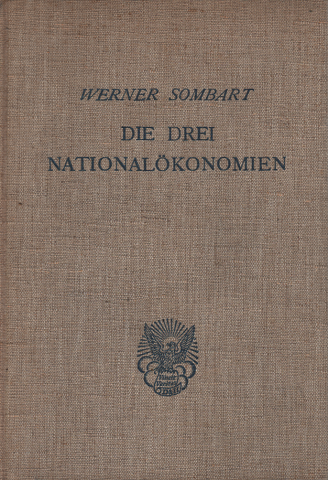 WERNER SOMBART
DIE DREI
NATIONALÖKONOMIEN